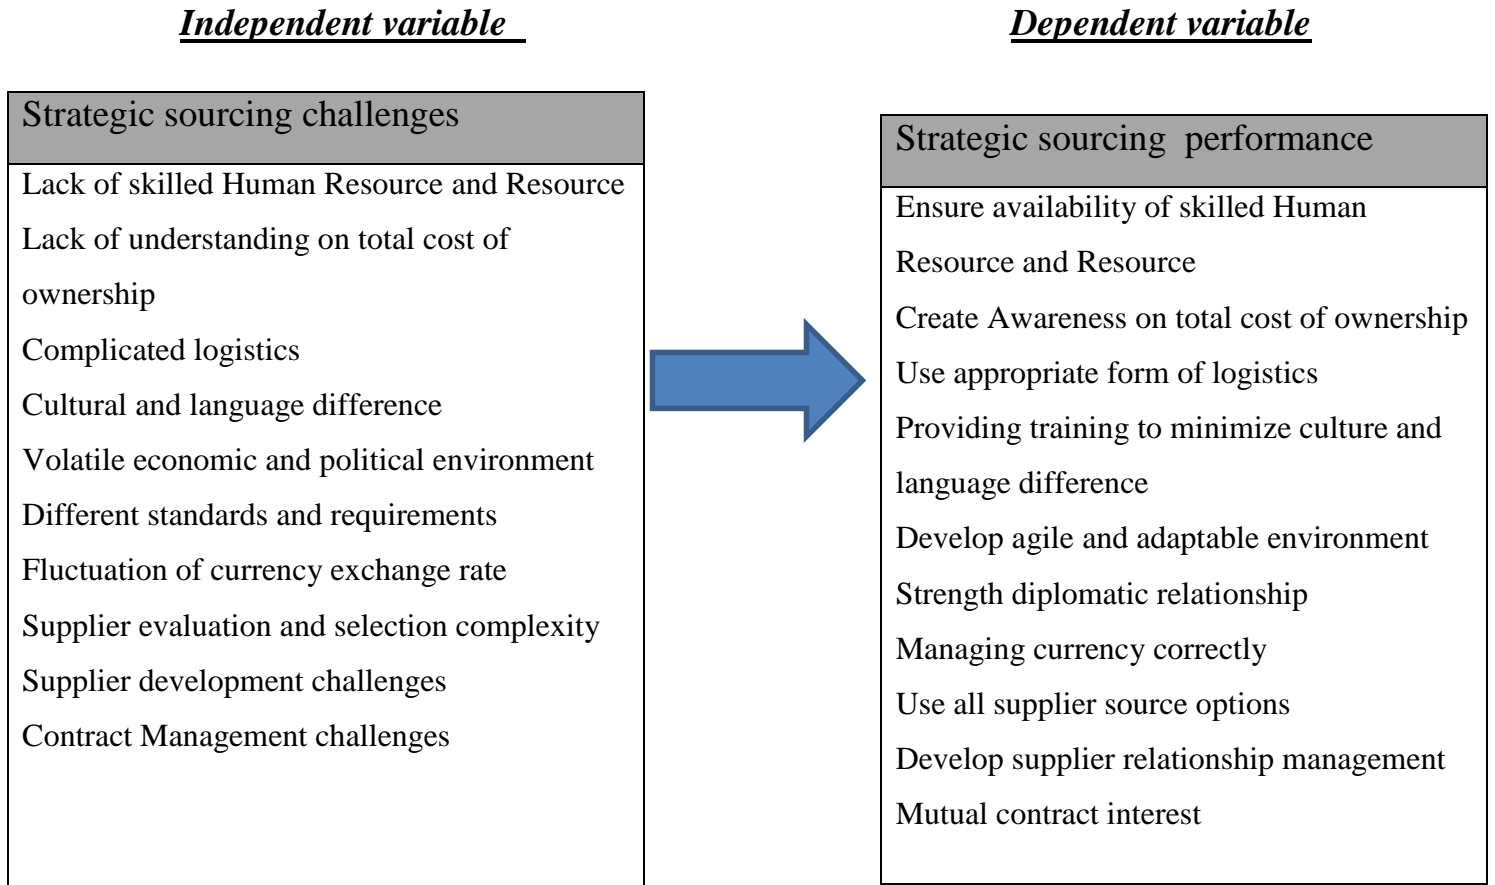 Independent variable
Dependent variable
Strategic sourcing challenges
Lack of skilled Human Resource and Resource
Lack of understanding on total cost of
ownership
Complicated logistics
Cultural and language difference
Volatile economic and political environment
Different standards and requirements
Fluctuation of currency exchange rate
Supplier evaluation and selection complexity
Supplier development challenges
Contract Management challenges
Strategic sourcing performance
Ensure availability of skilled Human
Resource and Resource
Create Awareness on total cost of ownership
Use appropriate form of logistics
Providing training to minimize culture and
language difference
Develop agile and adaptable environment
Strength diplomatic relationship
Managing currency correctly
Use all supplier source options
Develop supplier relationship management
Mutual contract interest